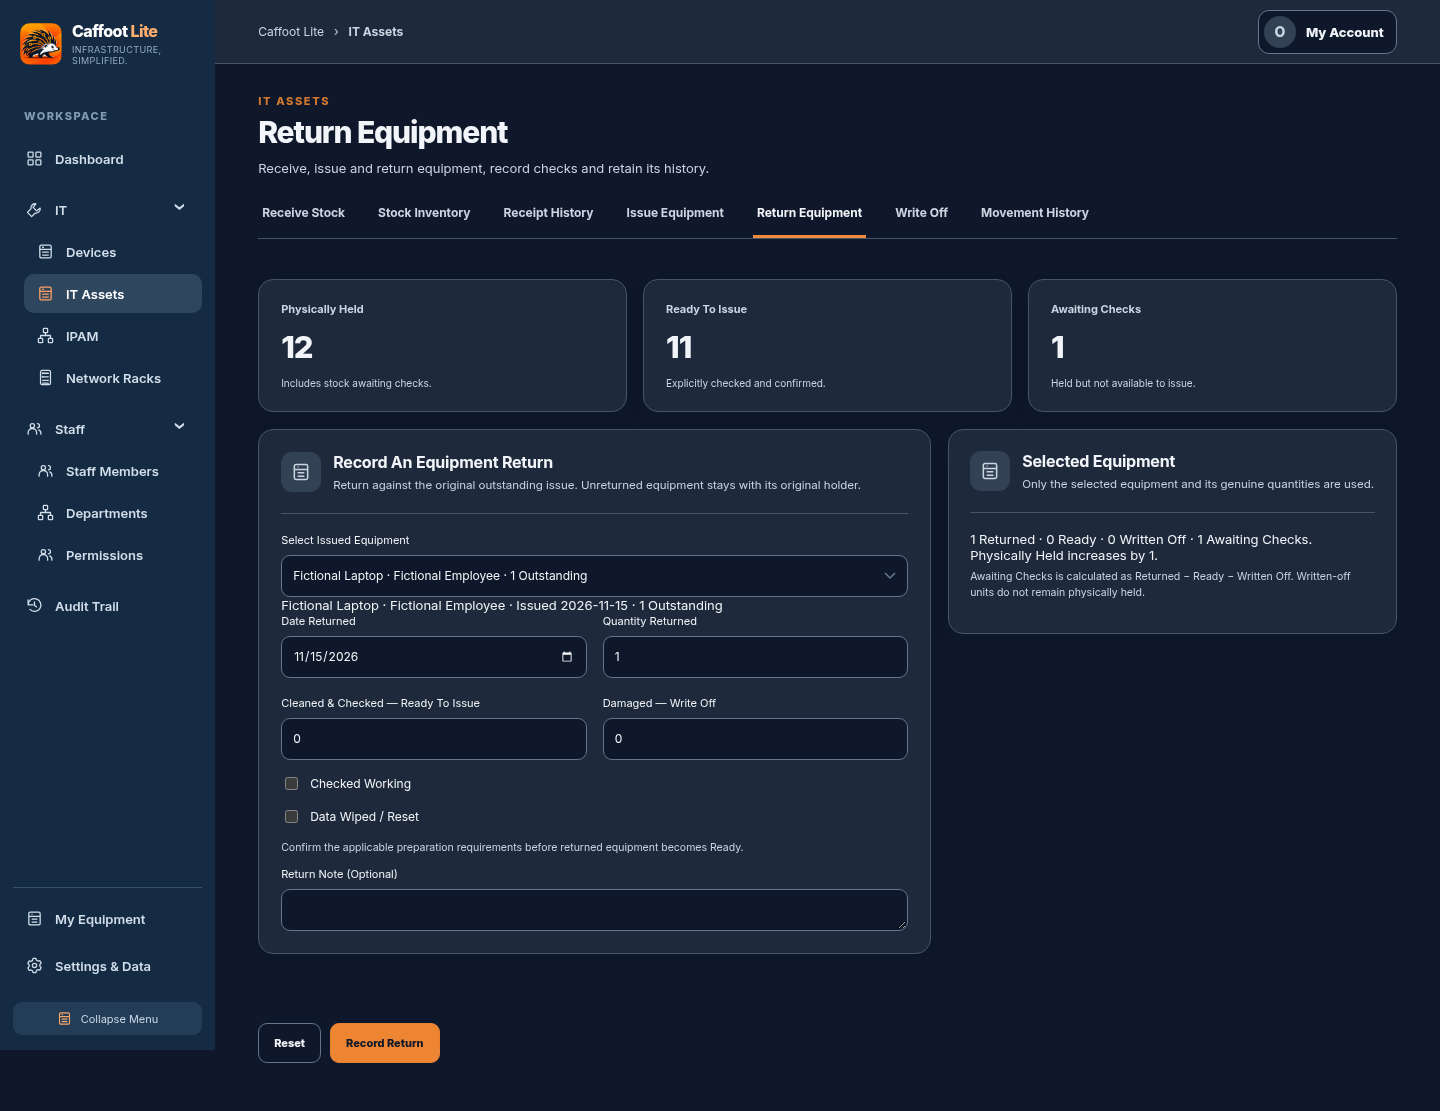 Caffoot Lite
INFRASTRUCTURE,
SIMPLIFIED.
WORKSPACE
Dashboard
IT
Devices
IT Assets
IPAM
Network Racks
Staff
Staff Members
Departments
Permissions
Audit Trail
My Equipment
Settings & Data
Collapse Menu
Caffoot Lite › IT Assets
O My Account
IT ASSETS
Return Equipment
Receive, issue and return equipment, record checks and retain its history.
Receive Stock Stock Inventory Receipt History Issue Equipment Return Equipment Write Off Movement History
Physically Held
12
Includes stock awaiting checks.
Ready To Issue
11
Explicitly checked and confirmed.
Awaiting Checks
1
Held but not available to issue.
Record An Equipment Return
Return against the original outstanding issue. Unreturned equipment stays with its original holder.
Select Issued Equipment
Fictional Laptop · Fictional Employee · 1 Outstanding
Fictional Laptop · Fictional Employee · Issued 2026-11-15 · 1 Outstanding
Date Returned Quantity Returned
11/15/2026 1
Cleaned & Checked — Ready To Issue Damaged — Write Off
0 0
Checked Working
Data Wiped / Reset
Confirm the applicable preparation requirements before returned equipment becomes Ready.
Return Note (Optional)
Selected Equipment
Only the selected equipment and its genuine quantities are used.
1 Returned · 0 Ready · 0 Written Off · 1 Awaiting Checks.
Physically Held increases by 1.
Awaiting Checks is calculated as Returned − Ready − Written Off. Written-off
units do not remain physically held.
Reset Record Return